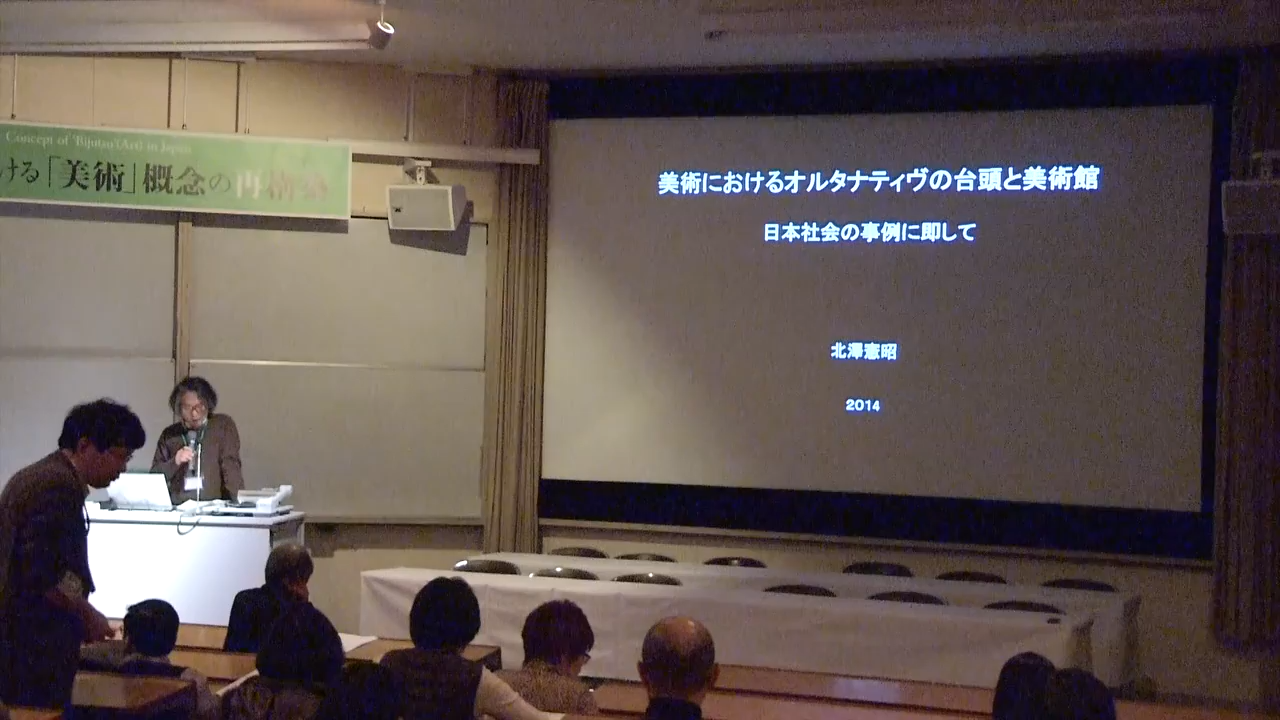 Concept of 'Bijutsu' (Art) in Japan
ける「美術」概念の再構築
美術におけるオルタナティヴの台頭と美術館
日本社会の事例に即して
北澤憲昭
2014